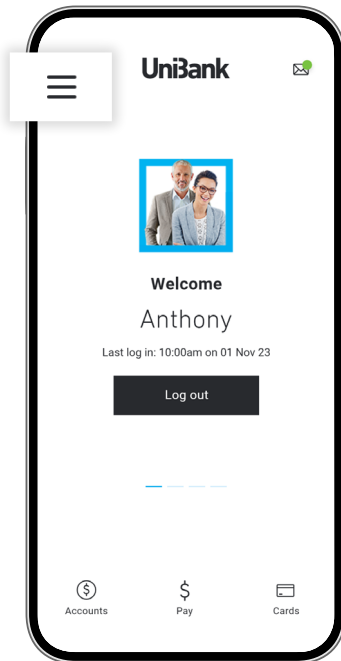 UniBank
Welcome
Anthony
Last log in: 10:00am on 01 Nov 23
Log out
Accounts
Pay
Cards